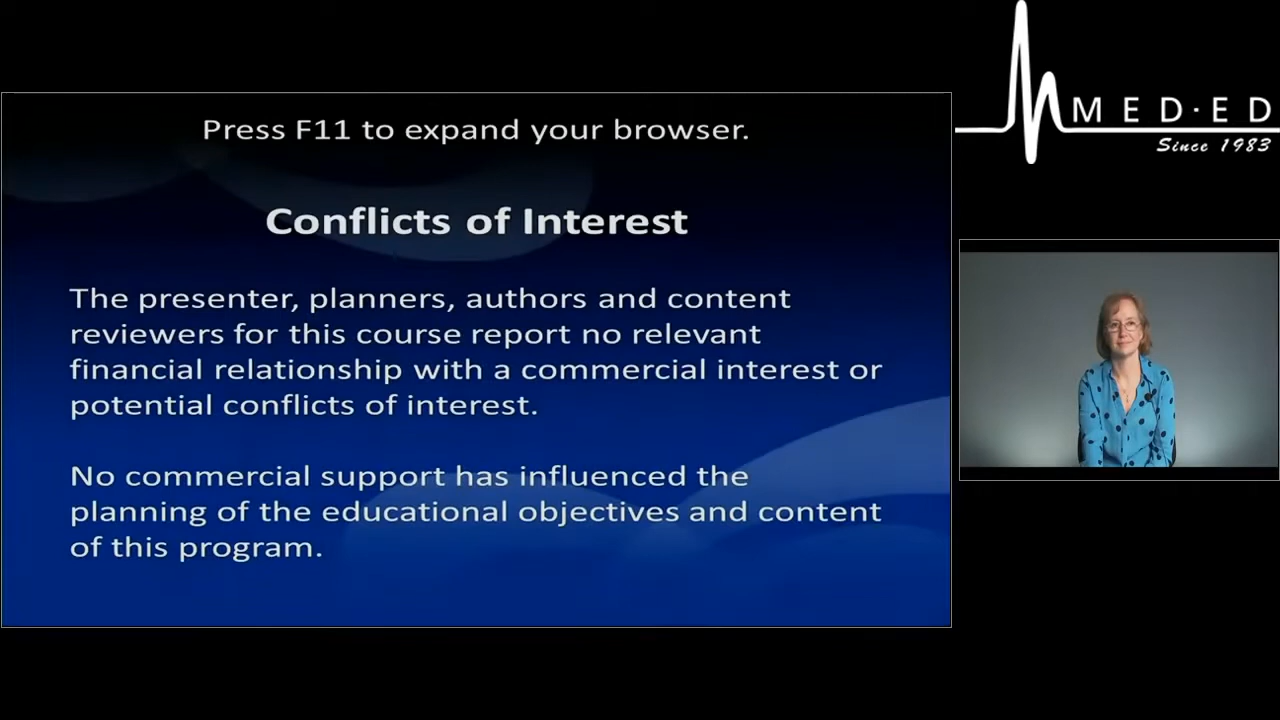 Press F11 to expand your browser.
Conflicts of Interest
The presenter, planners, authors and content
reviewers for this course report no relevant
financial relationship with a commercial interest or
potential conflicts of interest.
No commercial support has influenced the
planning of the educational objectives and content
of this program.
MED·ED
Since 1983